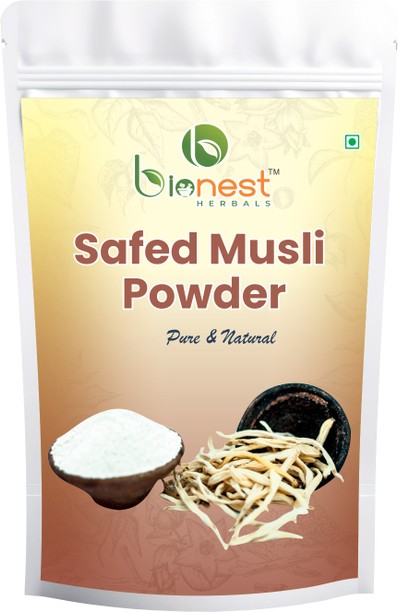 bionest™
HERBALS
Safed Musli
Powder
Pure & Natural